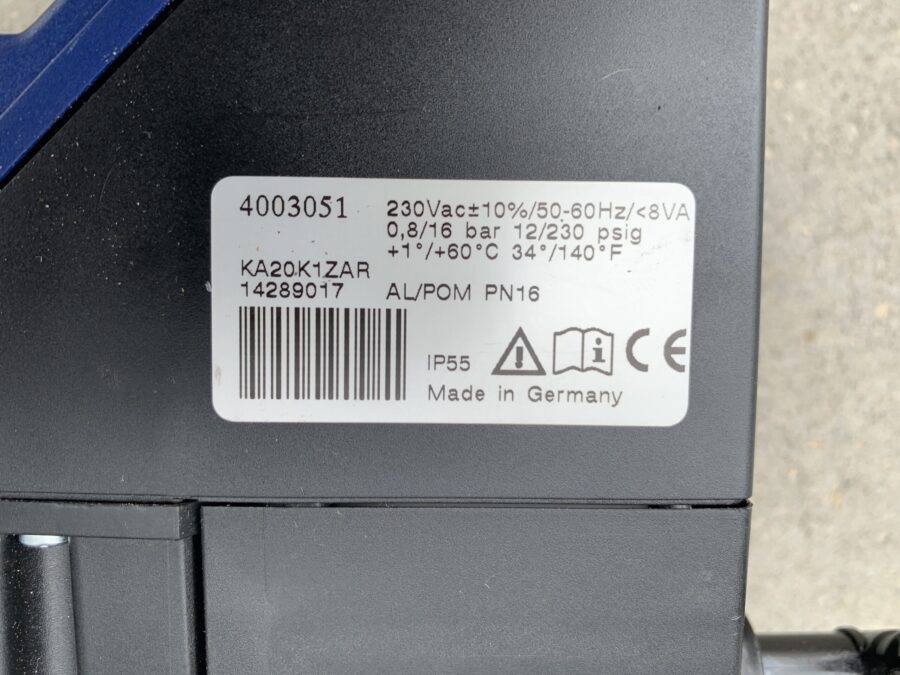 4003051
230Vac±10%/50-60Hz/<8VA
0,8/16 bar 12/230 psig
+1°/+60°C 34°/140°F
KA20K1ZAR
14289017 AL/POM PN16
IP55 CE
Made in Germany